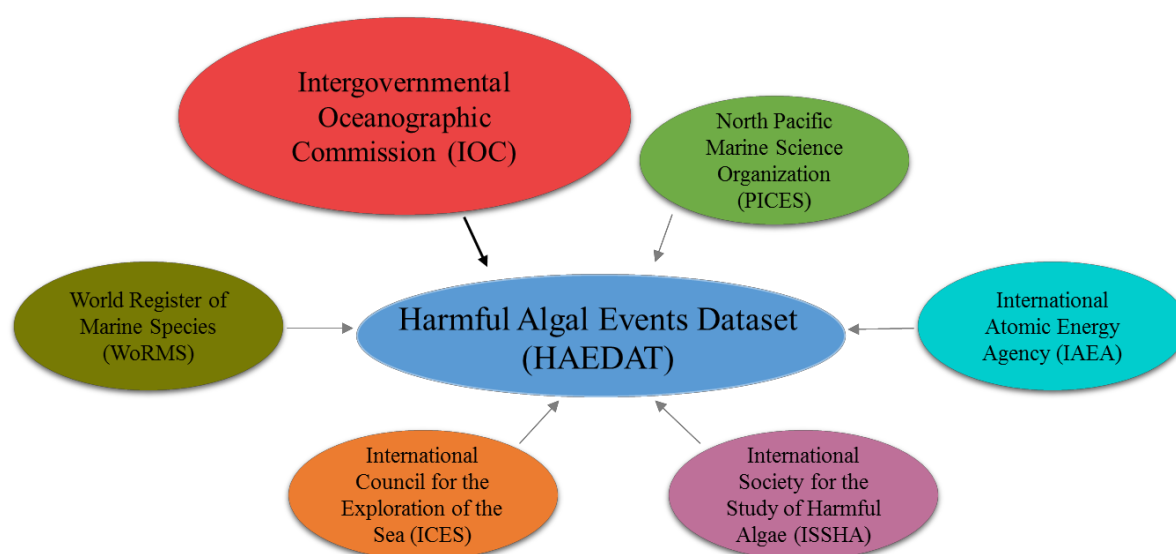 Intergovernmental
Oceanographic
Commission (IOC)
North Pacific
Marine Science
Organization
(PICES)
World Register of
Marine Species
(WoRMS)
Harmful Algal Events Dataset
(HAEDAT)
International
Atomic Energy
Agency (IAEA)
International
Council for the
Exploration of the
Sea (ICES)
International
Society for the
Study of Harmful
Algae (ISSHA)